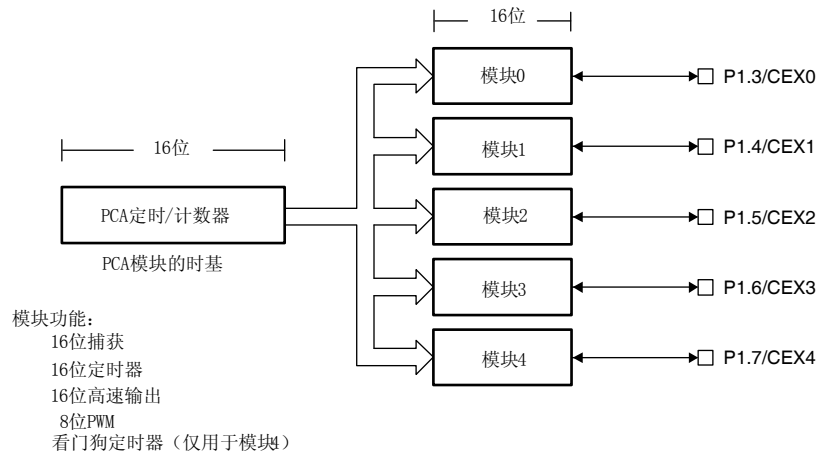 16位
模块0
P1.3/CEX0
模块1
P1.4/CEX1
16位
PCA定时/计数器
PCA模块的时基
模块2
P1.5/CEX2
模块3
P1.6/CEX3
模块4
P1.7/CEX4
模块功能：
16位捕获
16位定时器
16位高速输出
8位PWM
看门狗定时器（仅用于模块4）